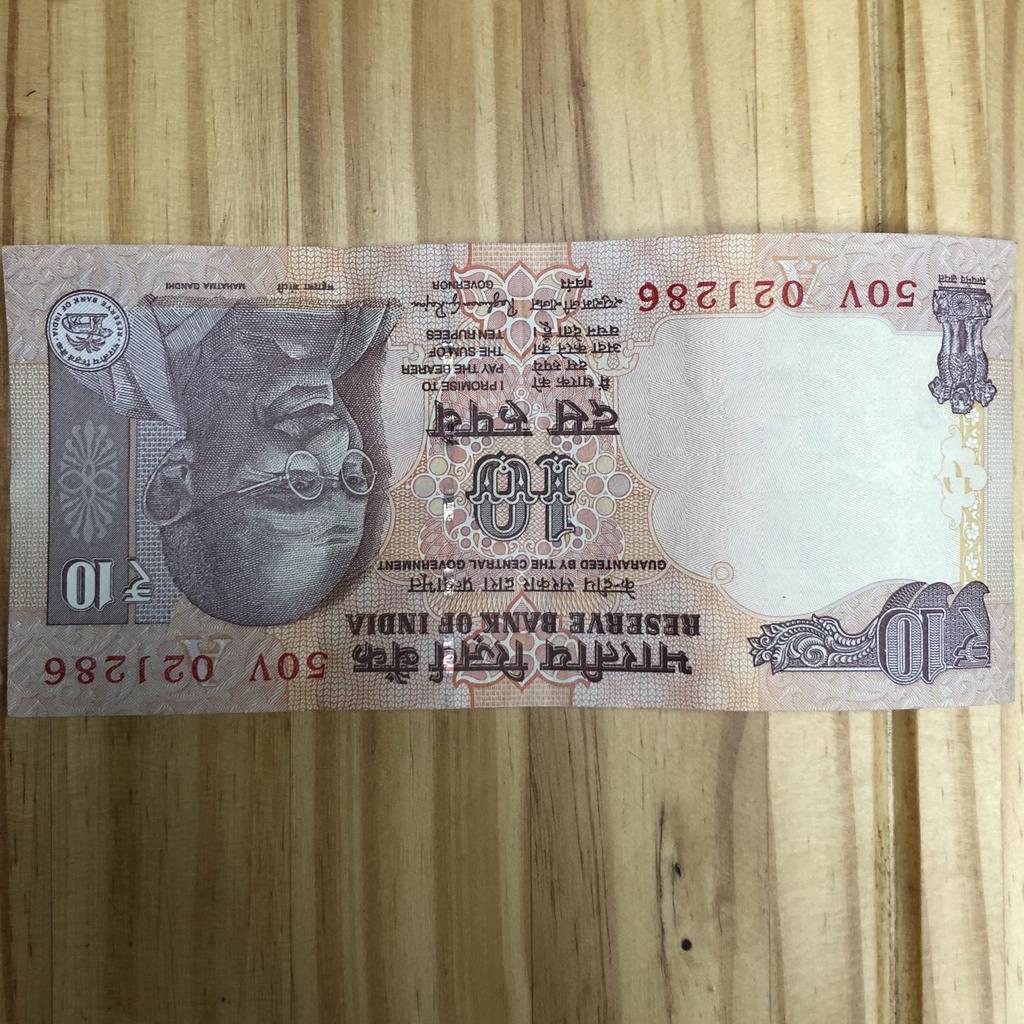 भारतीय रिज़र्व बैंक
RESERVE BANK OF INDIA
50V 021286
केन्द्रीय सरकार द्वारा प्रत्याभूत
GUARANTEED BY THE CENTRAL GOVERNMENT
₹10
10
₹ 10
दस रुपये
मैं धारक को
दस रुपये
अदा करने का
वचन देता हूँ
I PROMISE TO
PAY THE BEARER
THE SUM OF
TEN RUPEES
गवर्नर
GOVERNOR
50V 021286
सत्यमेव जयते
महात्मा गांधी
MAHATMA GANDHI
भारतीय रिज़र्व बैंक
RESERVE BANK OF INDIA